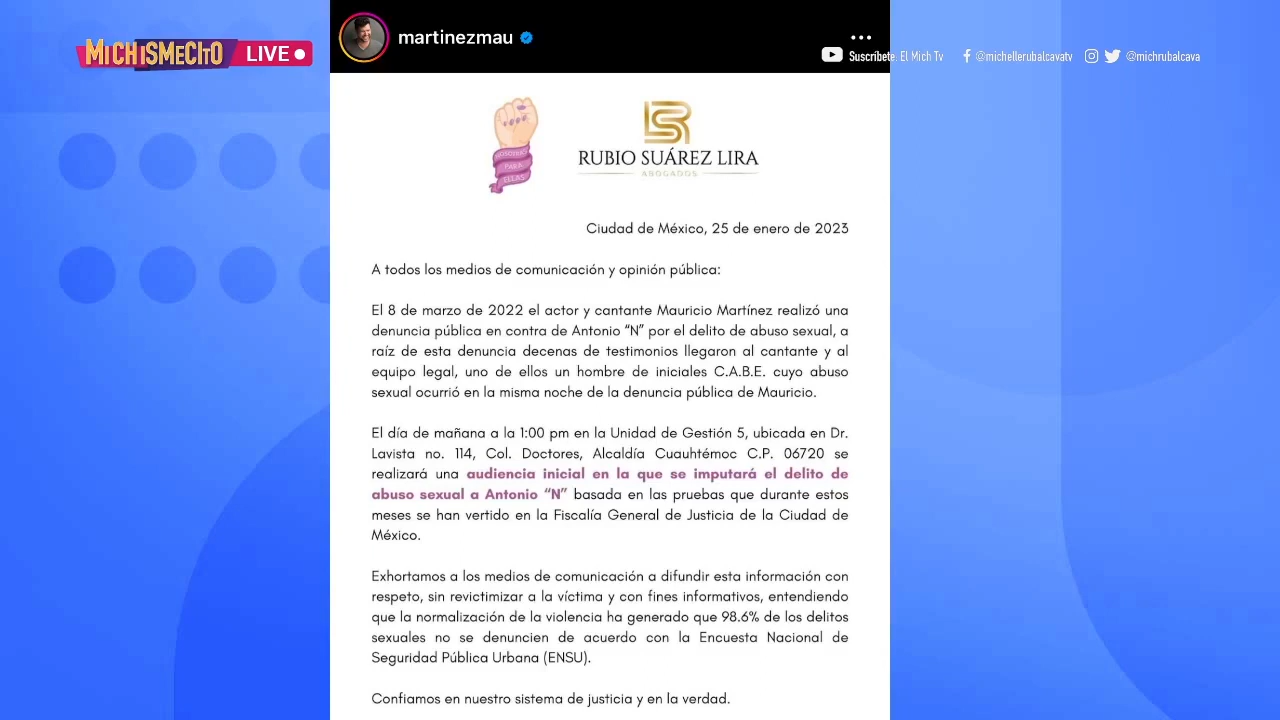 MICHISMECITO LIVE
martinezmau
Suscríbete: El Mich Tv @michellerubalcavatv @michrubalcava
NOSOTRXS
PARA
ELLAS
RUBIO SUÁREZ LIRA
ABOGADOS
Ciudad de México, 25 de enero de 2023
A todos los medios de comunicación y opinión pública:
El 8 de marzo de 2022 el actor y cantante Mauricio Martínez realizó una
denuncia pública en contra de Antonio “N” por el delito de abuso sexual, a
raíz de esta denuncia decenas de testimonios llegaron al cantante y al
equipo legal, uno de ellos un hombre de iniciales C.A.B.E. cuyo abuso
sexual ocurrió en la misma noche de la denuncia pública de Mauricio.
El día de mañana a la 1:00 pm en la Unidad de Gestión 5, ubicada en Dr.
Lavista no. 114, Col. Doctores, Alcaldía Cuauhtémoc C.P. 06720 se
realizará una audiencia inicial en la que se imputará el delito de
abuso sexual a Antonio “N” basada en las pruebas que durante estos
meses se han vertido en la Fiscalía General de Justicia de la Ciudad de
México.
Exhortamos a los medios de comunicación a difundir esta información con
respeto, sin revictimizar a la víctima y con fines informativos, entendiendo
que la normalización de la violencia ha generado que 98.6% de los delitos
sexuales no se denuncien de acuerdo con la Encuesta Nacional de
Seguridad Pública Urbana (ENSU).
Confiamos en nuestro sistema de justicia y en la verdad.